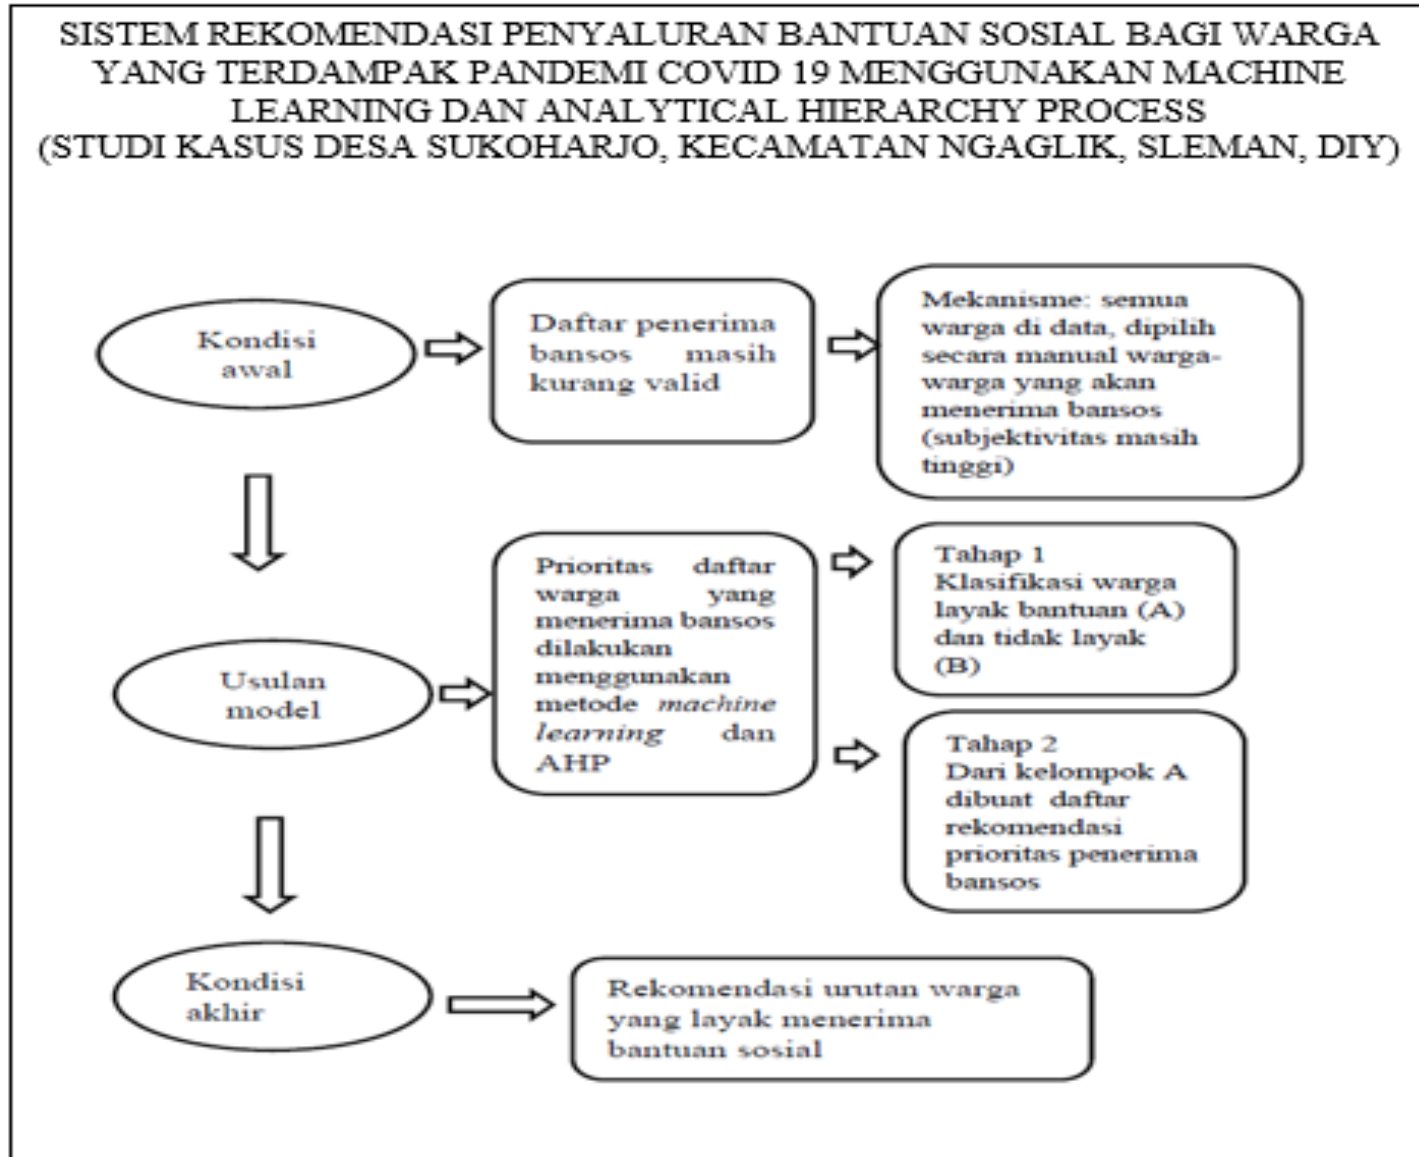 SISTEM REKOMENDASI PENYALURAN BANTUAN SOSIAL BAGI WARGA
YANG TERDAMPAK PANDEMI COVID 19 MENGGUNAKAN MACHINE
LEARNING DAN ANALYTICAL HIERARCHY PROCESS
(STUDI KASUS DESA SUKOHARJO, KECAMATAN NGAGLIK, SLEMAN, DIY)
Kondisi
awal
Daftar penerima
bansos masih
kurang valid
Mekanisme: semua
warga di data, dipilih
secara manual warga-
warga yang akan
menerima bansos
(subjektivitas masih
tinggi)
Usulan
model
Prioritas daftar
warga yang
menerima bansos
dilakukan
menggunakan
metode machine
learning dan
AHP
Tahap 1
Klasifikasi warga
layak bantuan (A)
dan tidak layak
(B)
Tahap 2
Dari kelompok A
dibuat daftar
rekomendasi
prioritas penerima
bansos
Kondisi
akhir
Rekomendasi urutan warga
yang layak menerima
bantuan sosial